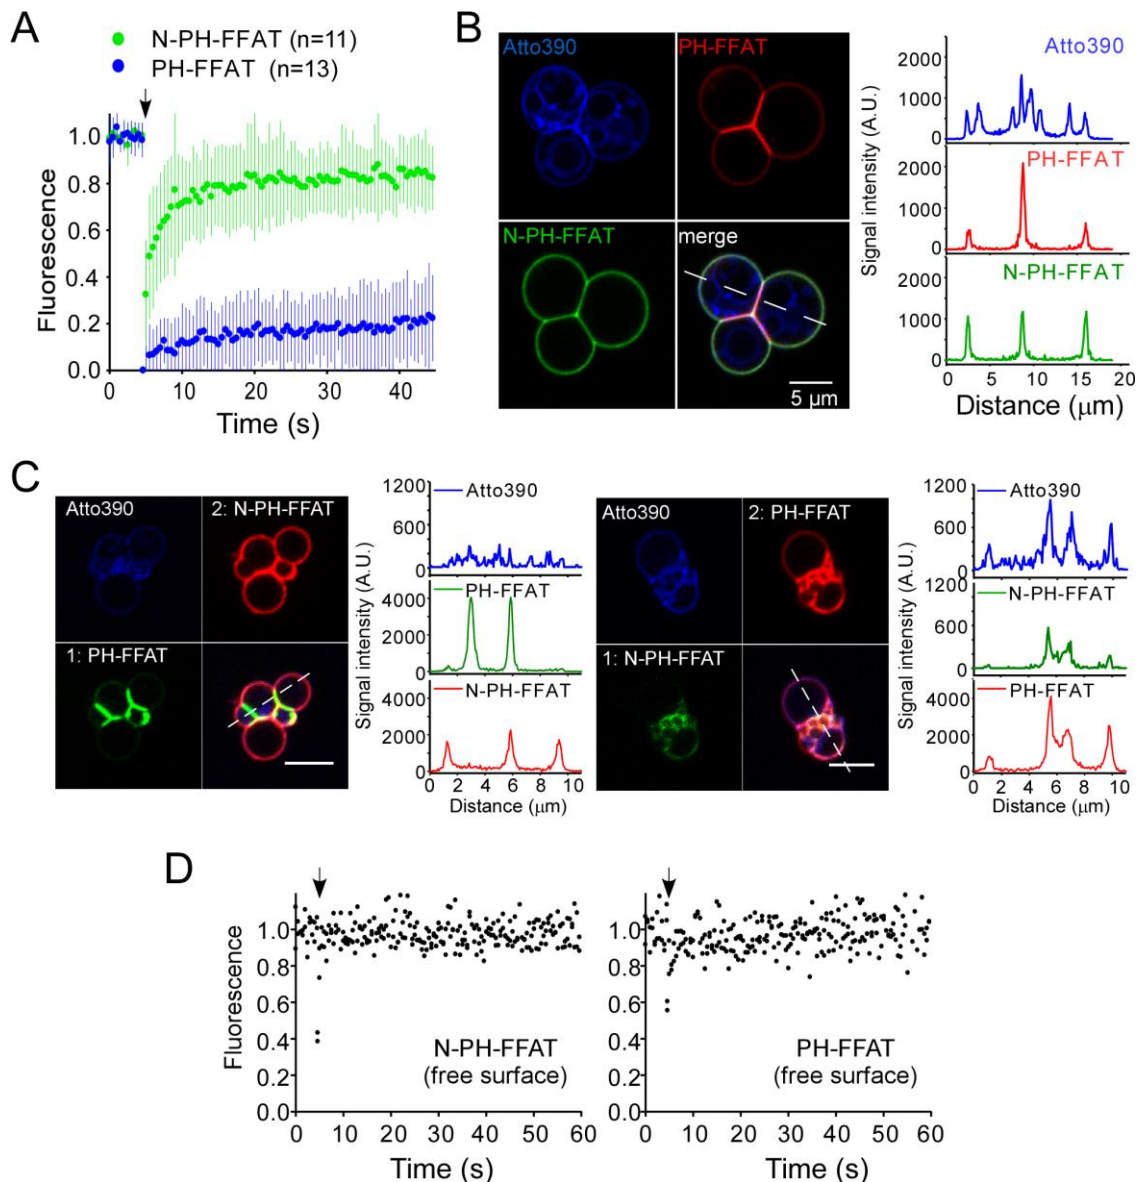 A
N-PH-FFAT (n=11)
PH-FFAT (n=13)
Fluorescence
1.0
0.8
0.6
0.4
0.2
0.0
0
10
20
30
40
Time (s)
B
Atto390
PH-FFAT
N-PH-FFAT
merge
5 μm
Signal intensity (A.U.)
Atto390
2000
1000
0
PH-FFAT
2000
1000
0
N-PH-FFAT
2000
1000
0
0
5
10
15
20
Distance (μm)
C
Atto390
2: N-PH-FFAT
1: PH-FFAT
Signal intensity (A.U.)
1200
600
0
Atto390
4000
2000
0
PH-FFAT
4000
2000
0
N-PH-FFAT
0 2 4 6 8 10
Distance (μm)
Atto390
2: PH-FFAT
1: N-PH-FFAT
Signal intensity (A.U.)
1200
600
0
Atto390
1200
600
0
N-PH-FFAT
4000
2000
0
PH-FFAT
0 2 4 6 8 10
Distance (μm)
D
Fluorescence
1.0
0.8
0.6
0.4
0.2
0.0
N-PH-FFAT
(free surface)
0 10 20 30 40 50 60
Time (s)
1.0
0.8
0.6
0.4
0.2
0.0
PH-FFAT
(free surface)
0 10 20 30 40 50 60
Time (s)